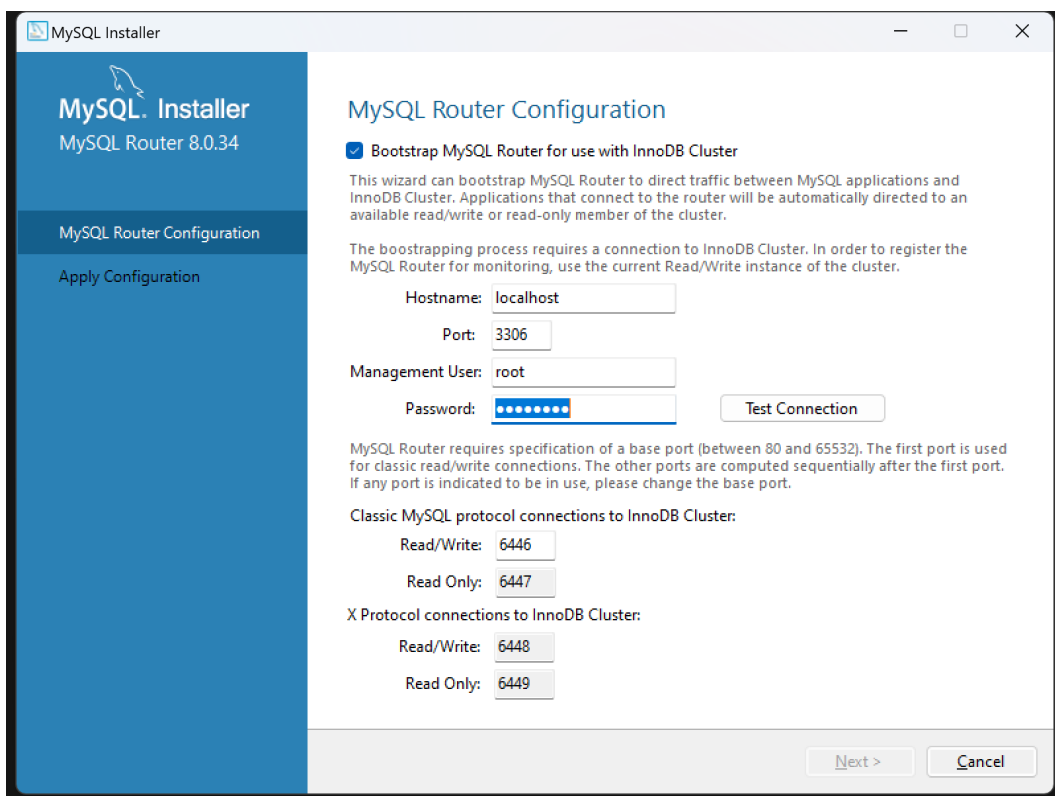 MySQL Installer
MySQL. Installer
MySQL Router 8.0.34
MySQL Router Configuration
Apply Configuration
MySQL Router Configuration
Bootstrap MySQL Router for use with InnoDB Cluster
This wizard can bootstrap MySQL Router to direct traffic between MySQL applications and
InnoDB Cluster. Applications that connect to the router will be automatically directed to an
available read/write or read-only member of the cluster.
The boostrapping process requires a connection to InnoDB Cluster. In order to register the
MySQL Router for monitoring, use the current Read/Write instance of the cluster.
Hostname: localhost
Port: 3306
Management User: root
Password: ●●●●●●●● Test Connection
MySQL Router requires specification of a base port (between 80 and 65532). The first port is used
for classic read/write connections. The other ports are computed sequentially after the first port.
If any port is indicated to be in use, please change the base port.
Classic MySQL protocol connections to InnoDB Cluster:
Read/Write: 6446
Read Only: 6447
X Protocol connections to InnoDB Cluster:
Read/Write: 6448
Read Only: 6449
Next > Cancel